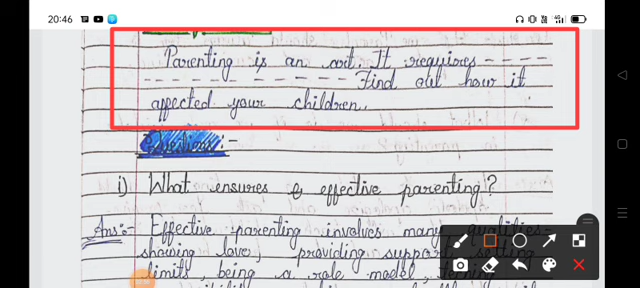 20:46
Parenting is an art. It requires ----
-------------- Find out how it
affected your children.
Questions:-
i) What ensures effective parenting?
Ans:- Effective parenting involves many qualities-
showing love, providing support, setting
limits, being a role model,